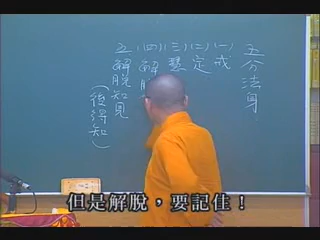 五分法身
(一)戒
(二)定
(三)慧
(四)解脫
五解脫知見
(後得知)
但是解脫，要記住！